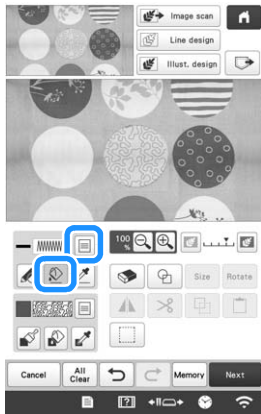 Image scan
Line design
Illust. design
100 %
Size
Rotate
Cancel
All Clear
Memory
Next